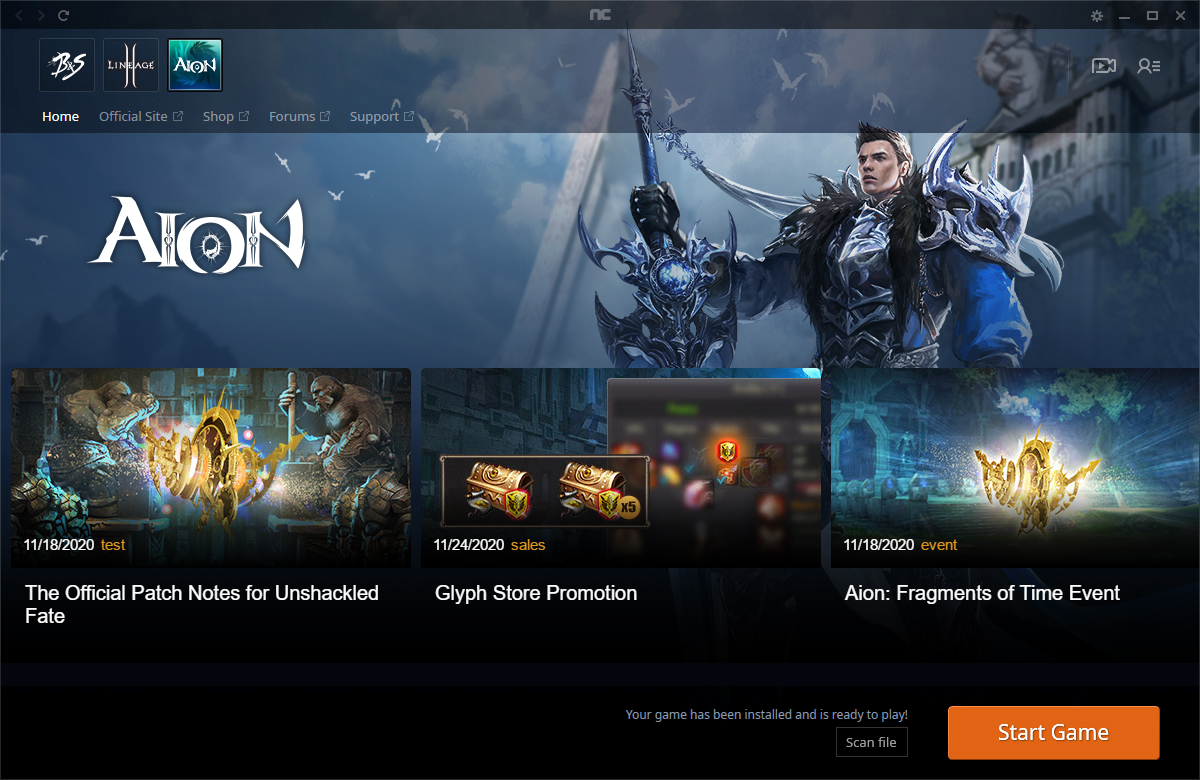 NC
B&S
LINEAGE II
AION
Home
Official Site
Shop
Forums
Support
AION
x5
11/18/2020 test
11/24/2020 sales
11/18/2020 event
The Official Patch Notes for Unshackled
Fate
Glyph Store Promotion
Aion: Fragments of Time Event
Your game has been installed and is ready to play!
Scan file
Start Game